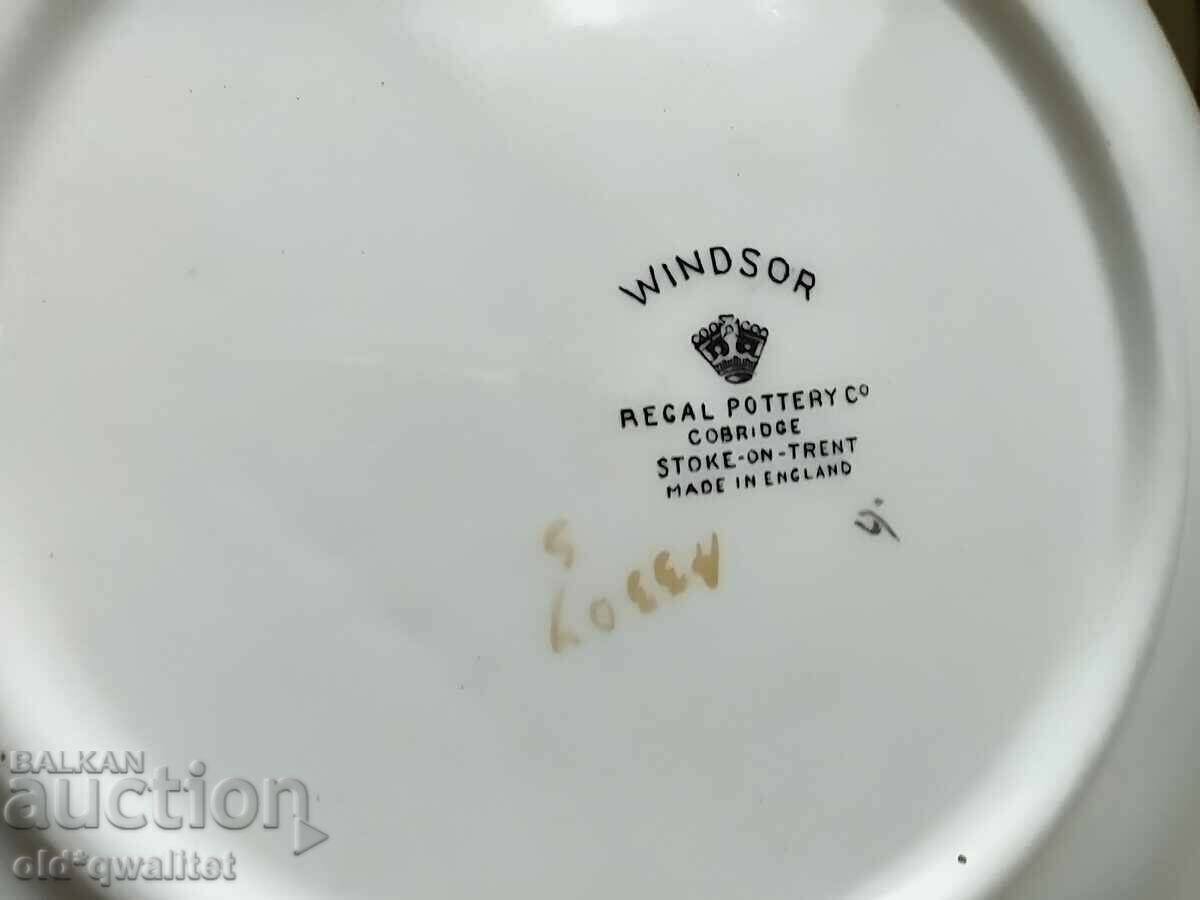 WINDSOR
REGAL POTTERY Co
COBRIDGE
STOKE-ON-TRENT
MADE IN ENGLAND
BALKAN
auction
old*qwalitet